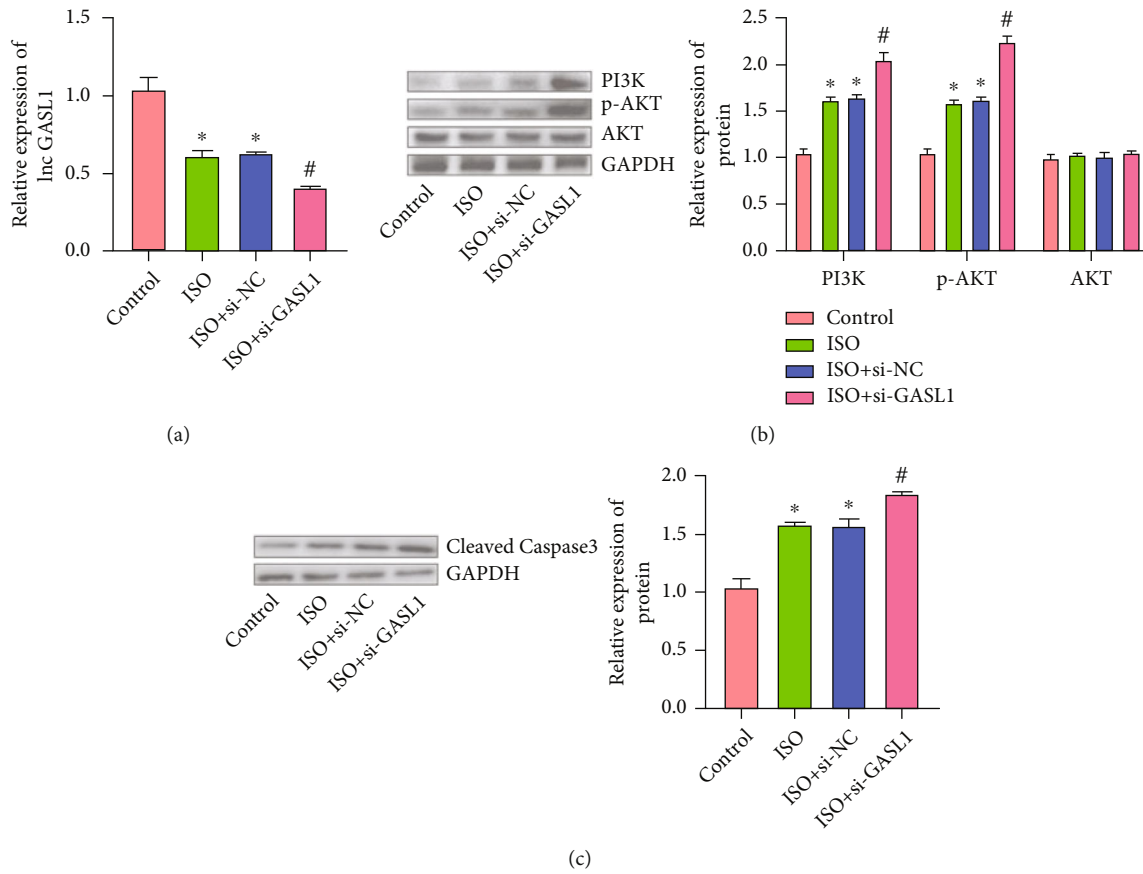 1.5
1.0
0.5
0.0
Relative expression of
lnc GASL1
*
*
#
Control
ISO
ISO+si-NC
ISO+si-GASL1
(a)
PI3K
p-AKT
AKT
GAPDH
Control
ISO
ISO+si-NC
ISO+si-GASL1
2.5
2.0
1.5
1.0
0.5
0.0
Relative expression of
protein
*
*
#
*
*
#
PI3K
p-AKT
AKT
Control
ISO
ISO+si-NC
ISO+si-GASL1
(b)
Cleaved Caspase3
GAPDH
Control
ISO
ISO+si-NC
ISO+si-GASL1
2.0
1.5
1.0
0.0
Relative expression of
protein
*
*
#
Control
ISO
ISO+si-NC
ISO+si-GASL1
(c)